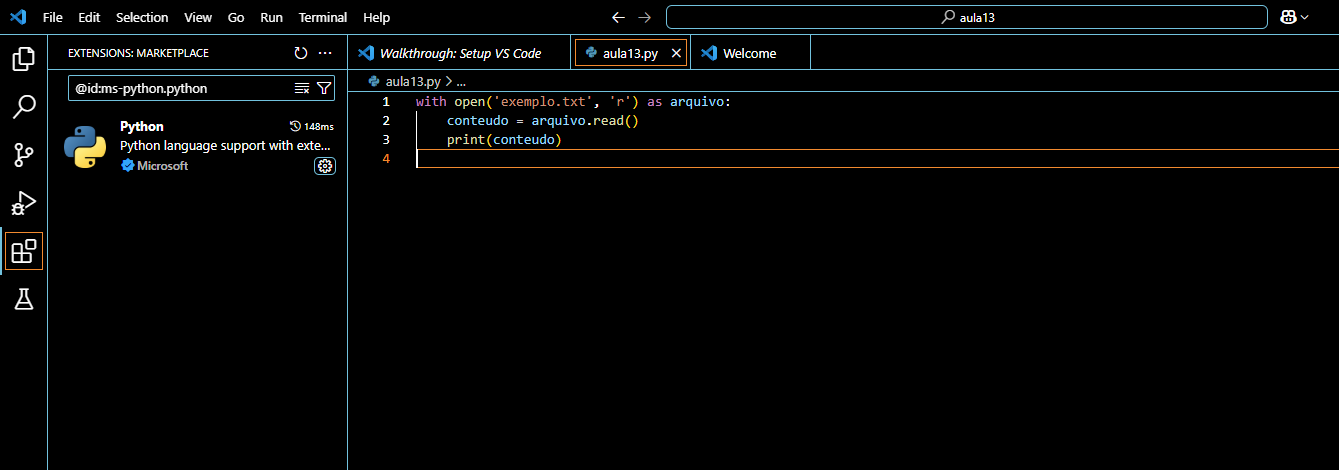 File Edit Selection View Go Run Terminal Help
aula13
EXTENSIONS: MARKETPLACE
@id:ms-python.python
Python
148ms
Python language support with exte...
Microsoft
Walkthrough: Setup VS Code
aula13.py
Welcome
aula13.py > ...
1 with open('exemplo.txt', 'r') as arquivo:
2     conteudo = arquivo.read()
3     print(conteudo)
4